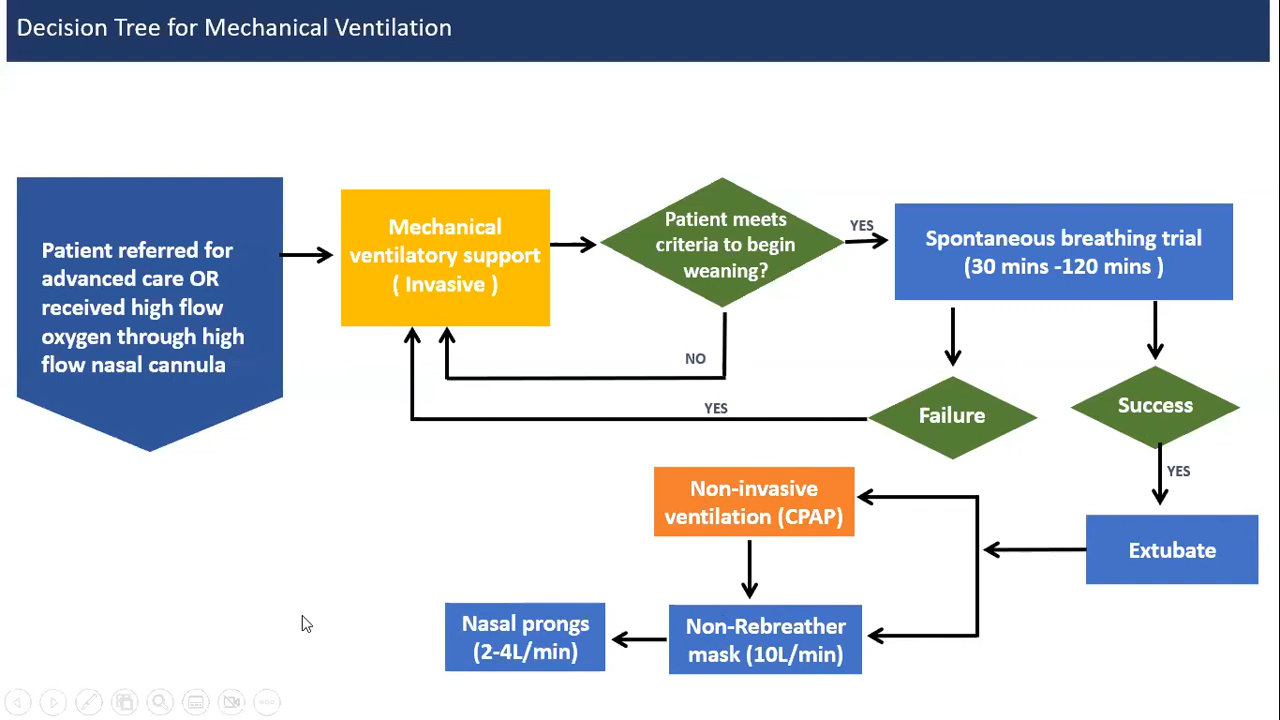 Decision Tree for Mechanical Ventilation
Patient referred for
advanced care OR
received high flow
oxygen through high
flow nasal cannula
Mechanical
ventilatory support
( Invasive )
Patient meets
criteria to begin
weaning?
YES
Spontaneous breathing trial
(30 mins -120 mins )
NO
YES
Failure
Success
YES
Non-invasive
ventilation (CPAP)
Extubate
Nasal prongs
(2-4L/min)
Non-Rebreather
mask (10L/min)